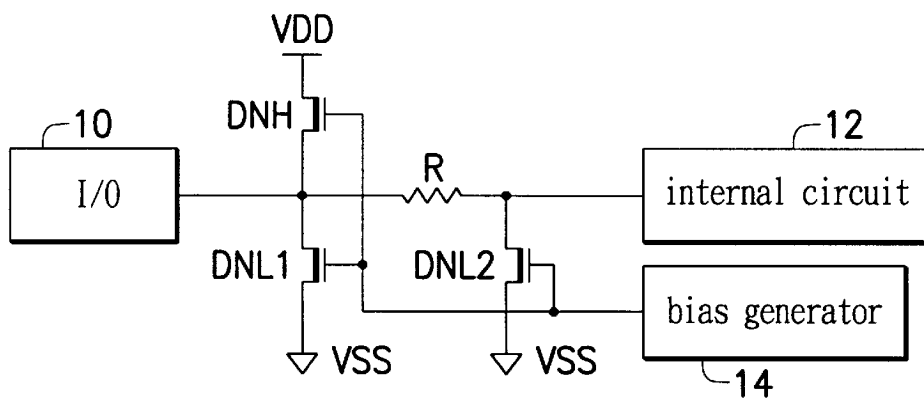 VDD
10
DNH
12
R
I/O
internal circuit
DNL1
DNL2
bias generator
VSS
VSS
14